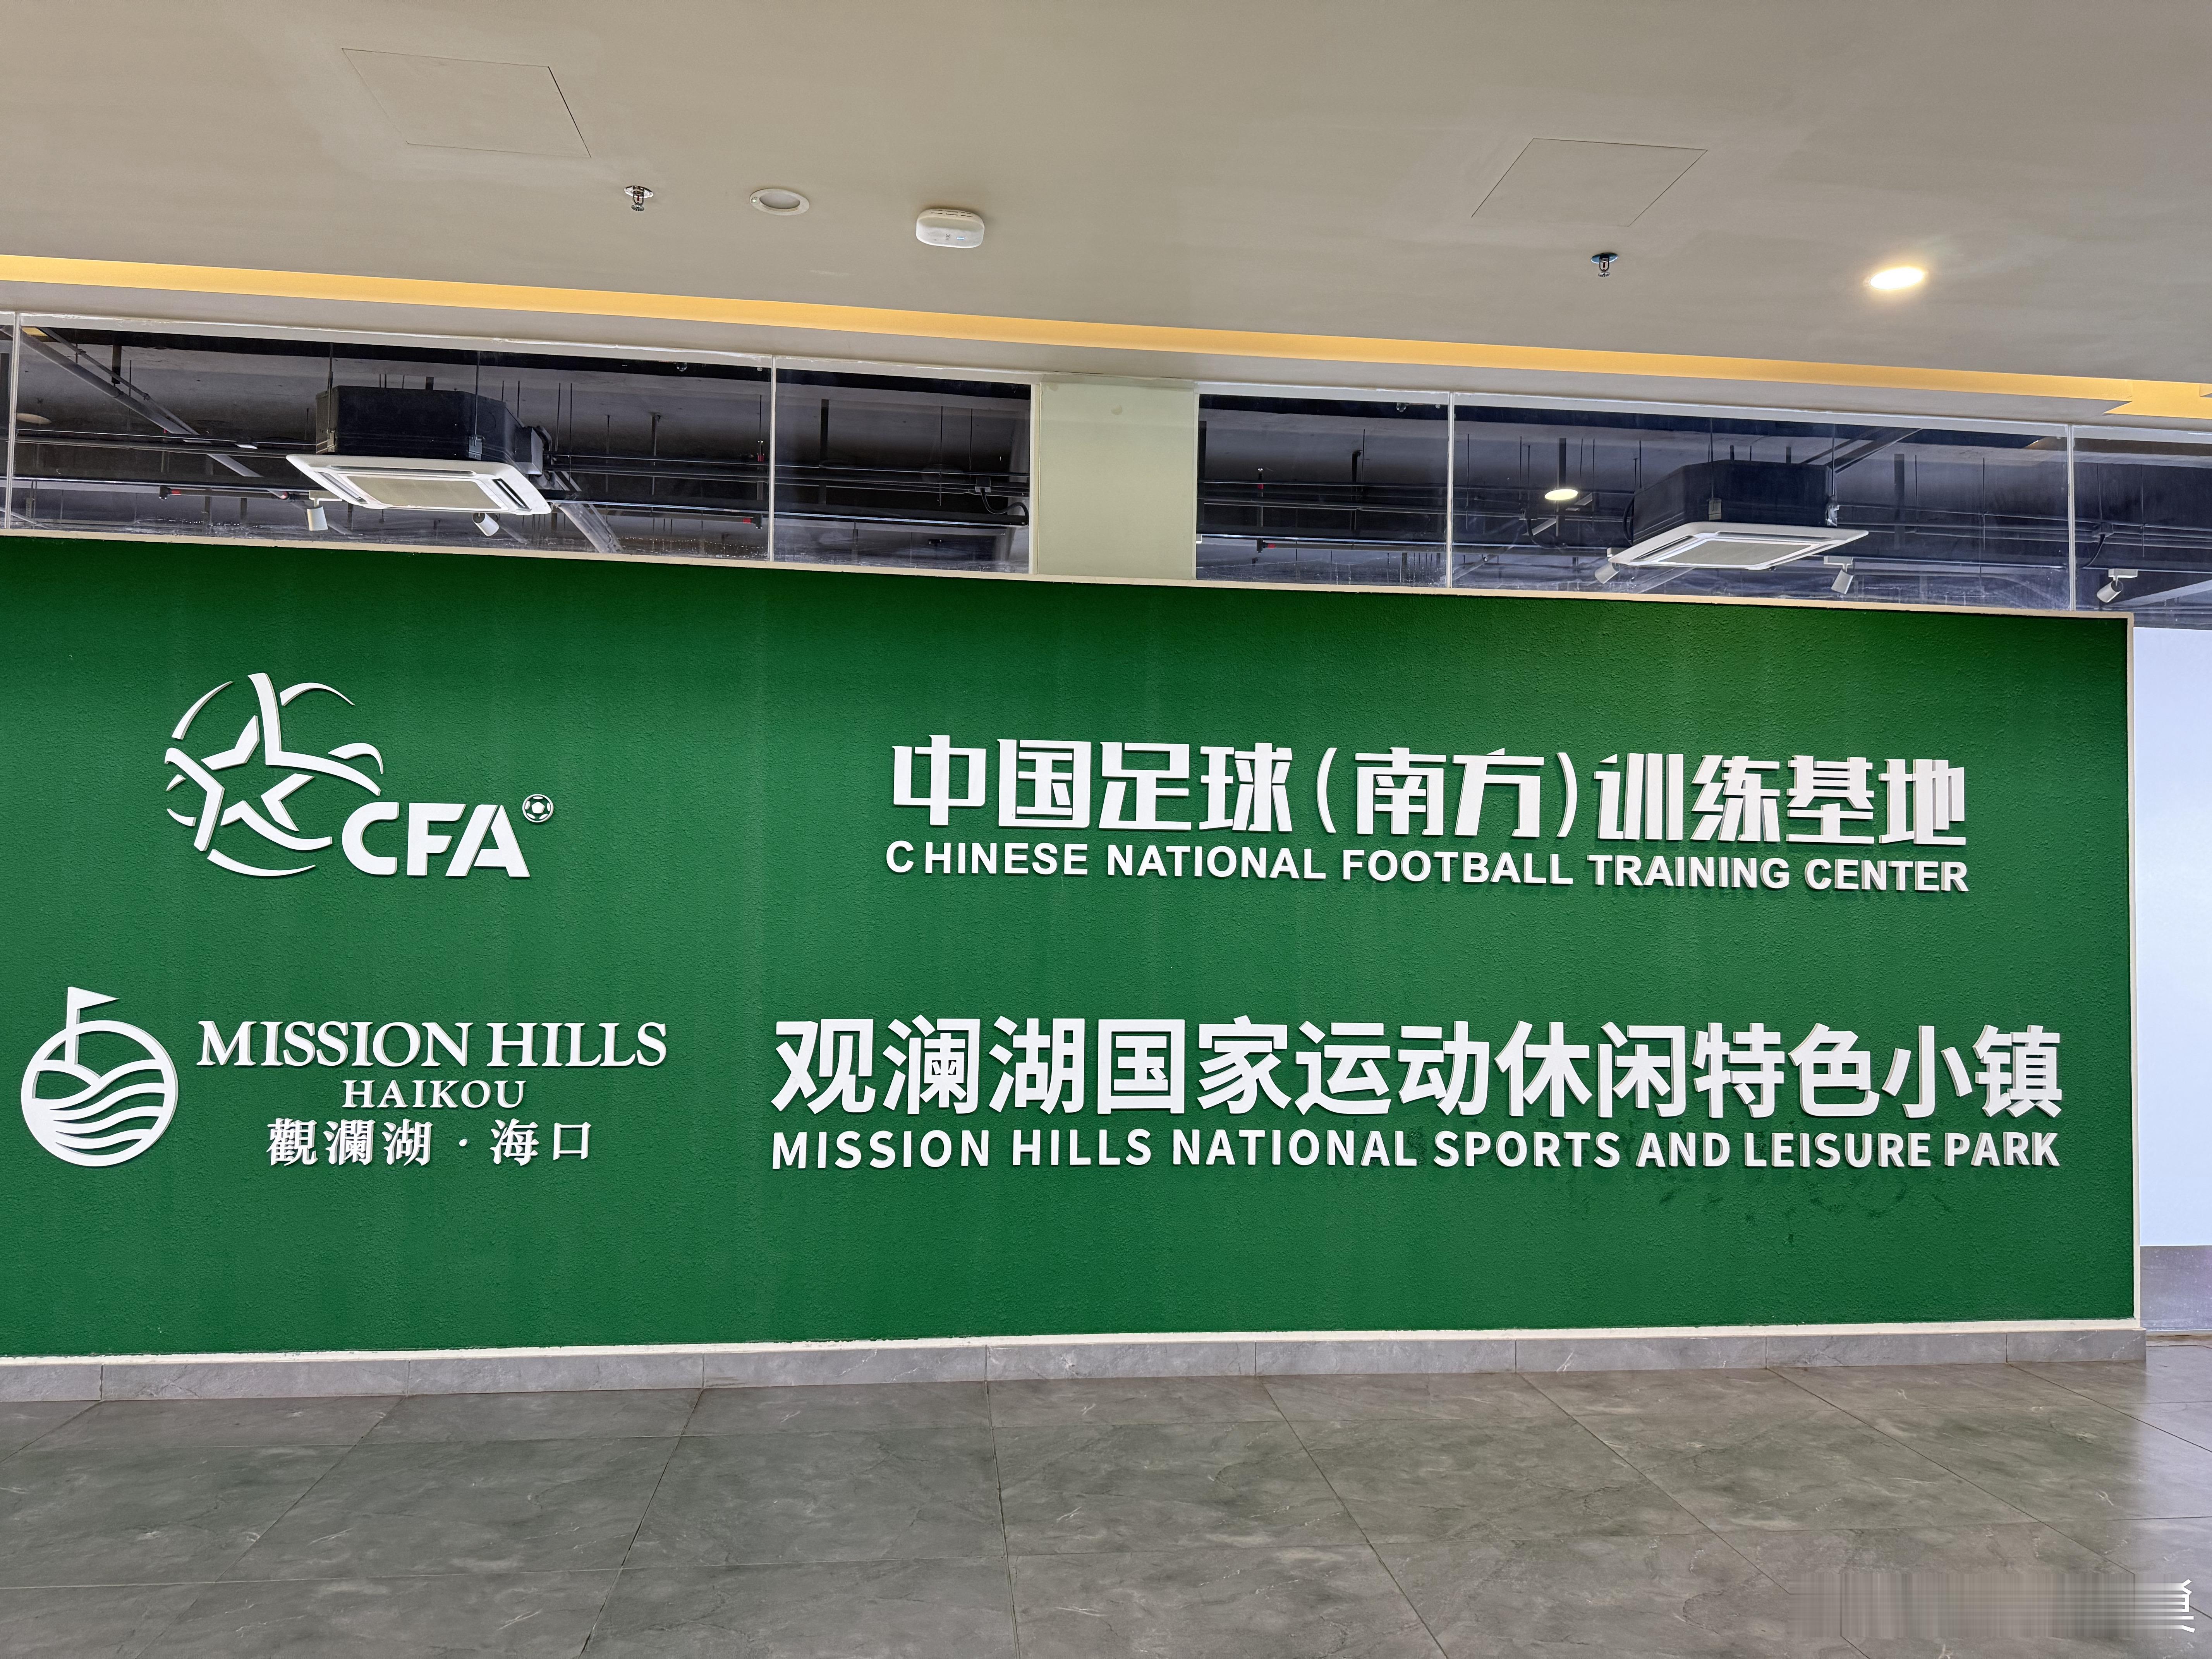 CFA
中国足球（南方）训练基地
CHINESE NATIONAL FOOTBALL TRAINING CENTER
MISSION HILLS
HAIKOU
觀瀾湖·海口
观澜湖国家运动休闲特色小镇
MISSION HILLS NATIONAL SPORTS AND LEISURE PARK